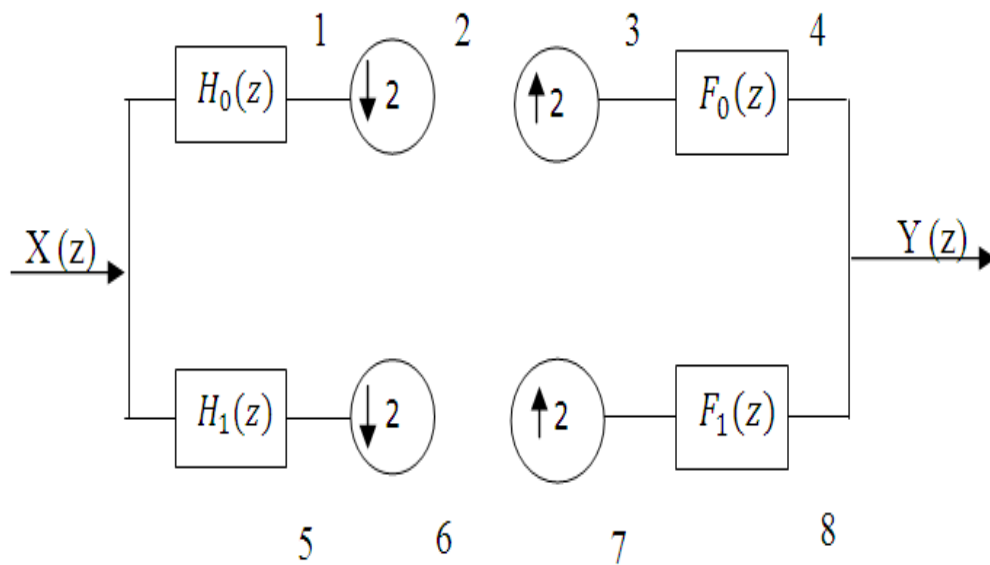 1 2 3 4
H₀(z) ↓ 2 ↑ 2 F₀(z)
X(z) Y(z)
H₁(z) ↓ 2 ↑ 2 F₁(z)
5 6 7 8